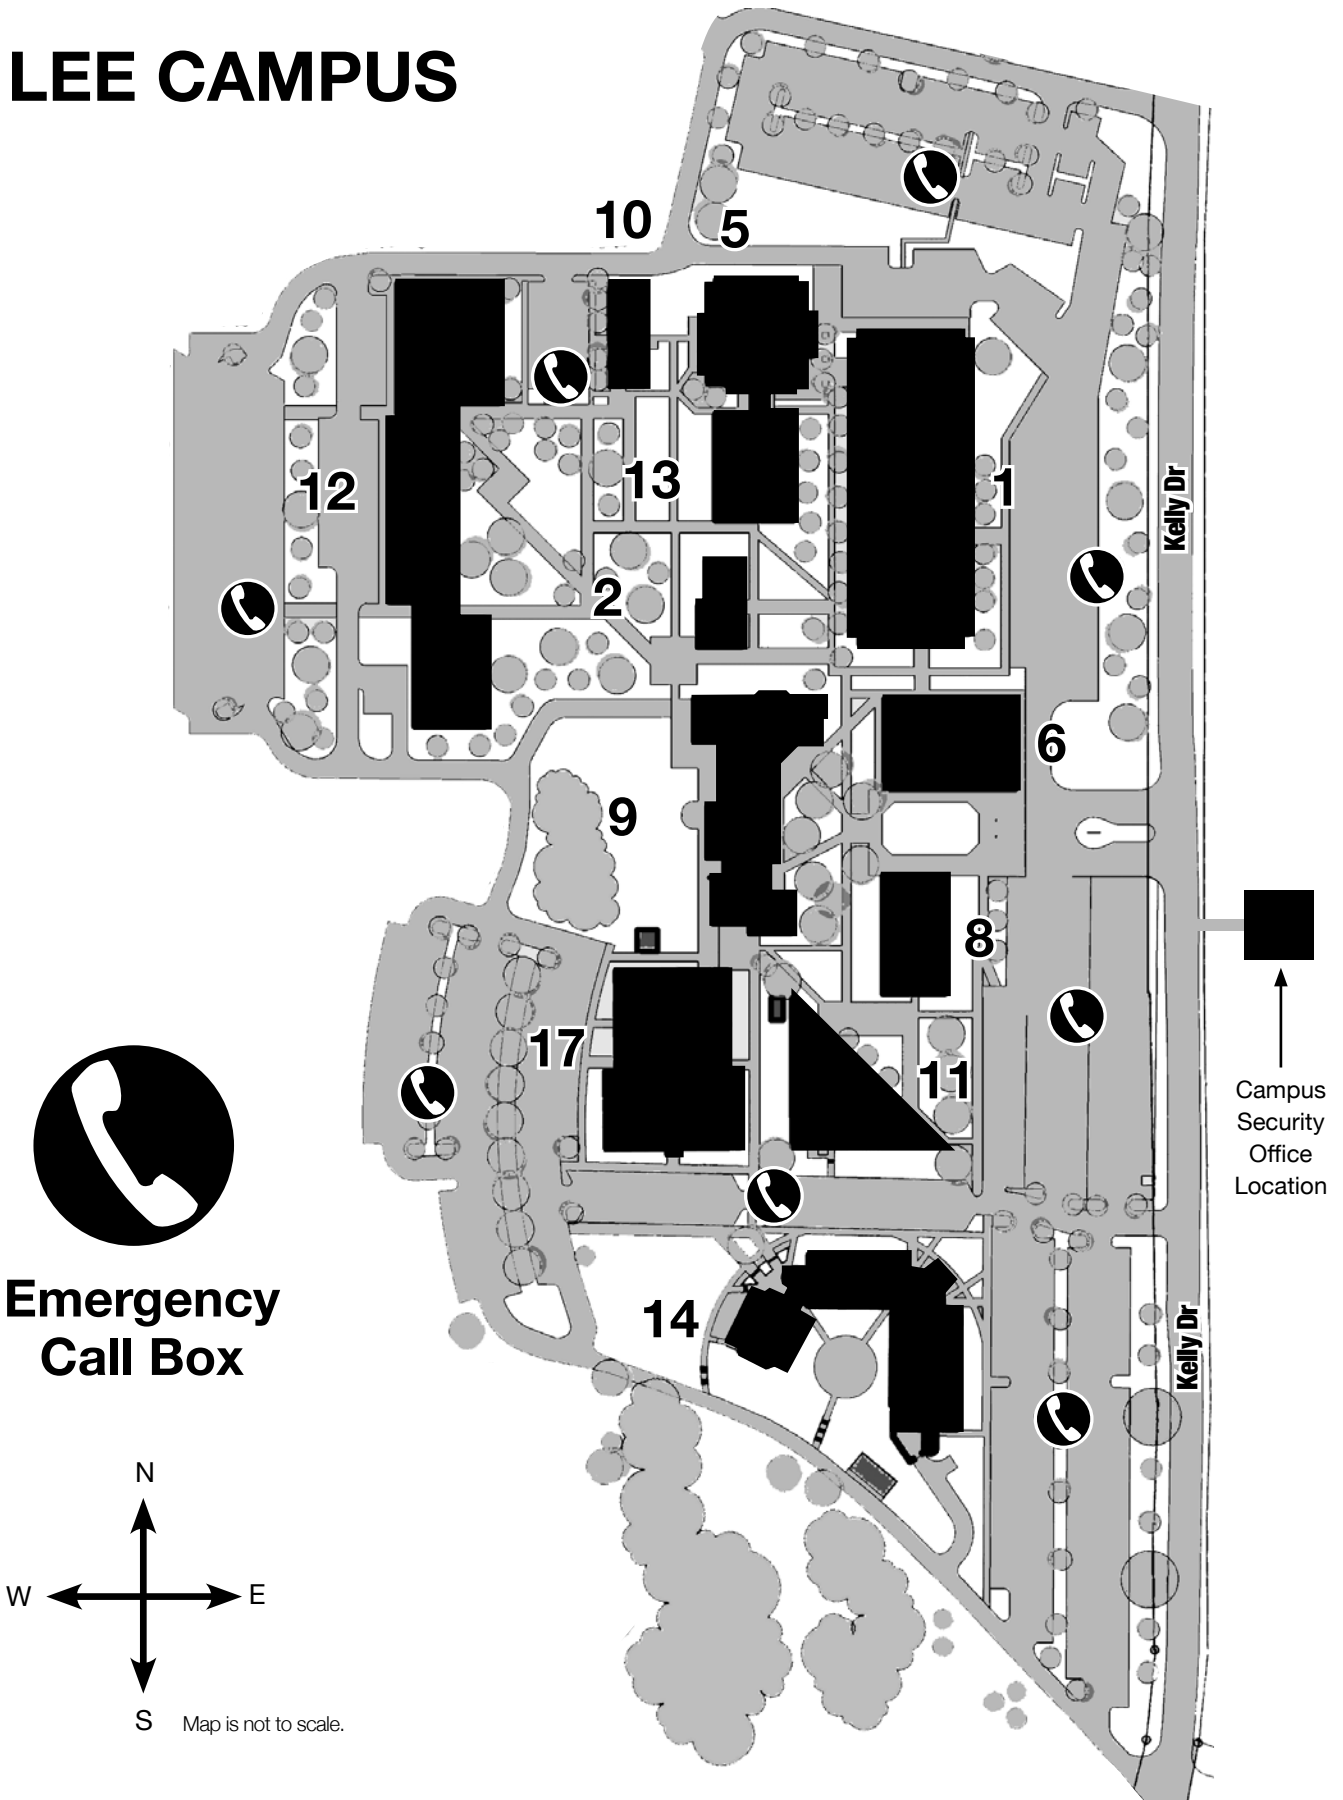 LEE CAMPUS
10
5
12
13
1
Kelly Dr
2
6
9
8
17
11
Campus
Security
Office
Location
Emergency
Call Box
14
Kelly Dr
N
W
E
S
Map is not to scale.